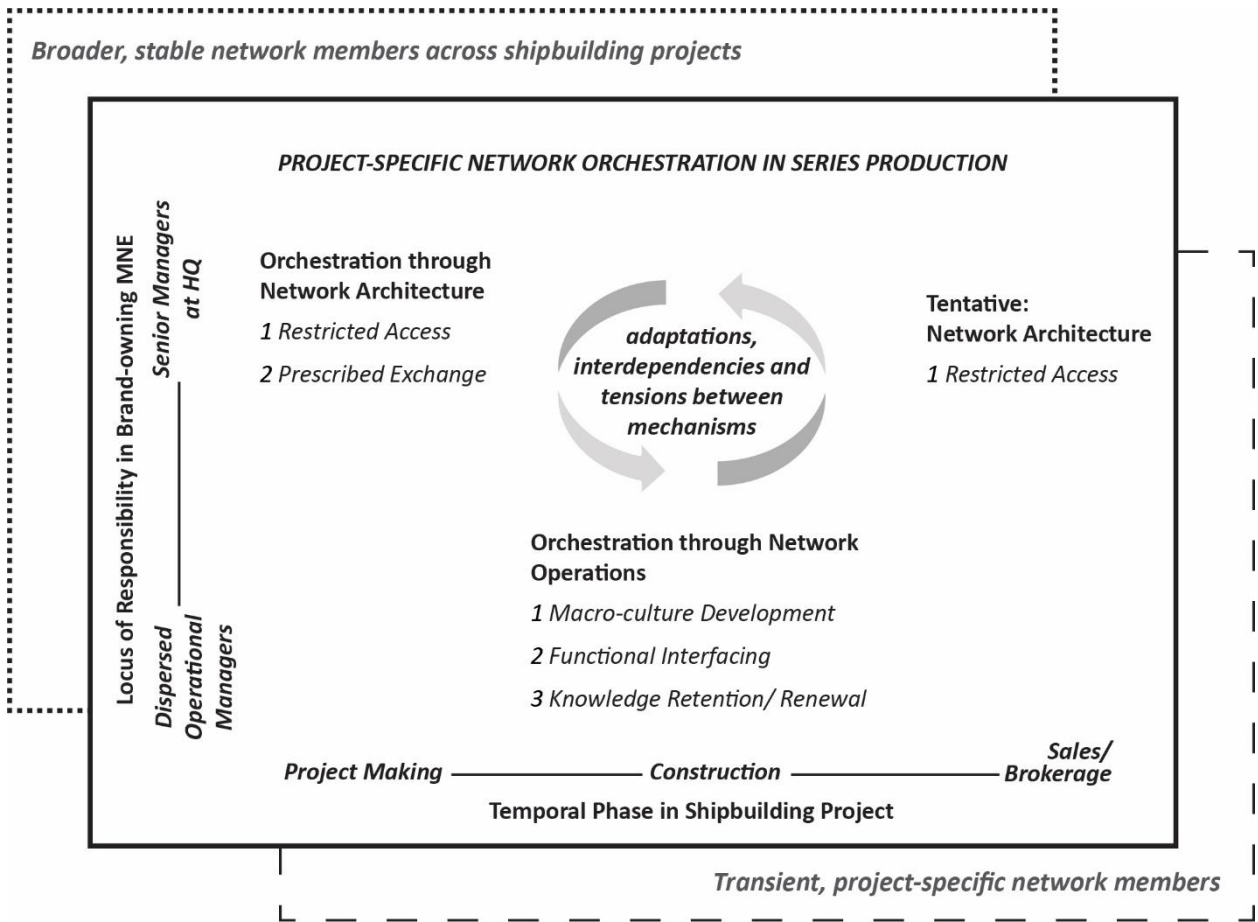 Broader, stable network members across shipbuilding projects
PROJECT-SPECIFIC NETWORK ORCHESTRATION IN SERIES PRODUCTION
Locus of Responsibility in Brand-owning MNE
Senior Managers
at HQ
Dispersed
Operational
Managers
Orchestration through
Network Architecture
1 Restricted Access
2 Prescribed Exchange
adaptations,
interdependencies and
tensions between
mechanisms
Tentative:
Network Architecture
1 Restricted Access
Orchestration through Network
Operations
1 Macro-culture Development
2 Functional Interfacing
3 Knowledge Retention/ Renewal
Project Making
Construction
Sales/
Brokerage
Temporal Phase in Shipbuilding Project
Transient, project-specific network members